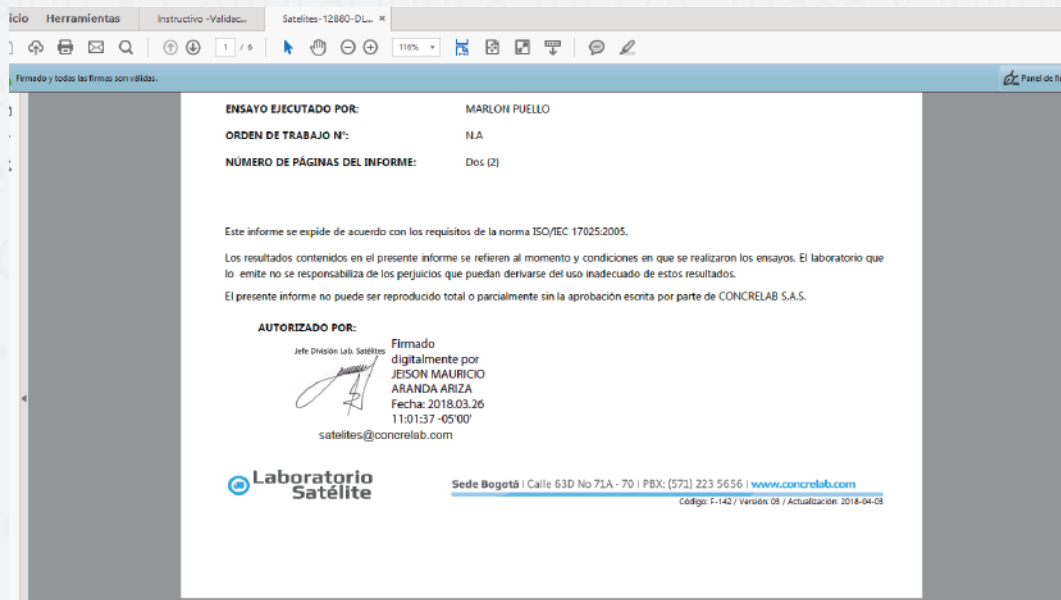 icio Herramientas Instructivo -Validac... Satelites-12880-DL... ×
1 / 6 116%
Firmado y todas las firmas son válidas. Panel de fi
ENSAYO EJECUTADO POR: MARLON PUELLO
ORDEN DE TRABAJO N°: N.A
NÚMERO DE PÁGINAS DEL INFORME: Dos (2)
Este informe se expide de acuerdo con los requisitos de la norma ISO/IEC 17025:2005.
Los resultados contenidos en el presente informe se refieren al momento y condiciones en que se realizaron los ensayos. El laboratorio que
lo emite no se responsabiliza de los perjuicios que puedan derivarse del uso inadecuado de estos resultados.
El presente informe no puede ser reproducido total o parcialmente sin la aprobación escrita por parte de CONCRELAB S.A.S.
AUTORIZADO POR:
Jefe División Lab. Satélites
Firmado
digitalmente por
JEISON MAURICIO
ARANDA ARIZA
Fecha: 2018.03.26
11:01:37 -05'00'
satelites@concrelab.com
Laboratorio
Satélite
Sede Bogotá | Calle 63D No 71A - 70 | PBX: (571) 223 5656 | www.concrelab.com
Código: F-142 / Versión: 08 / Actualización: 2018-04-03